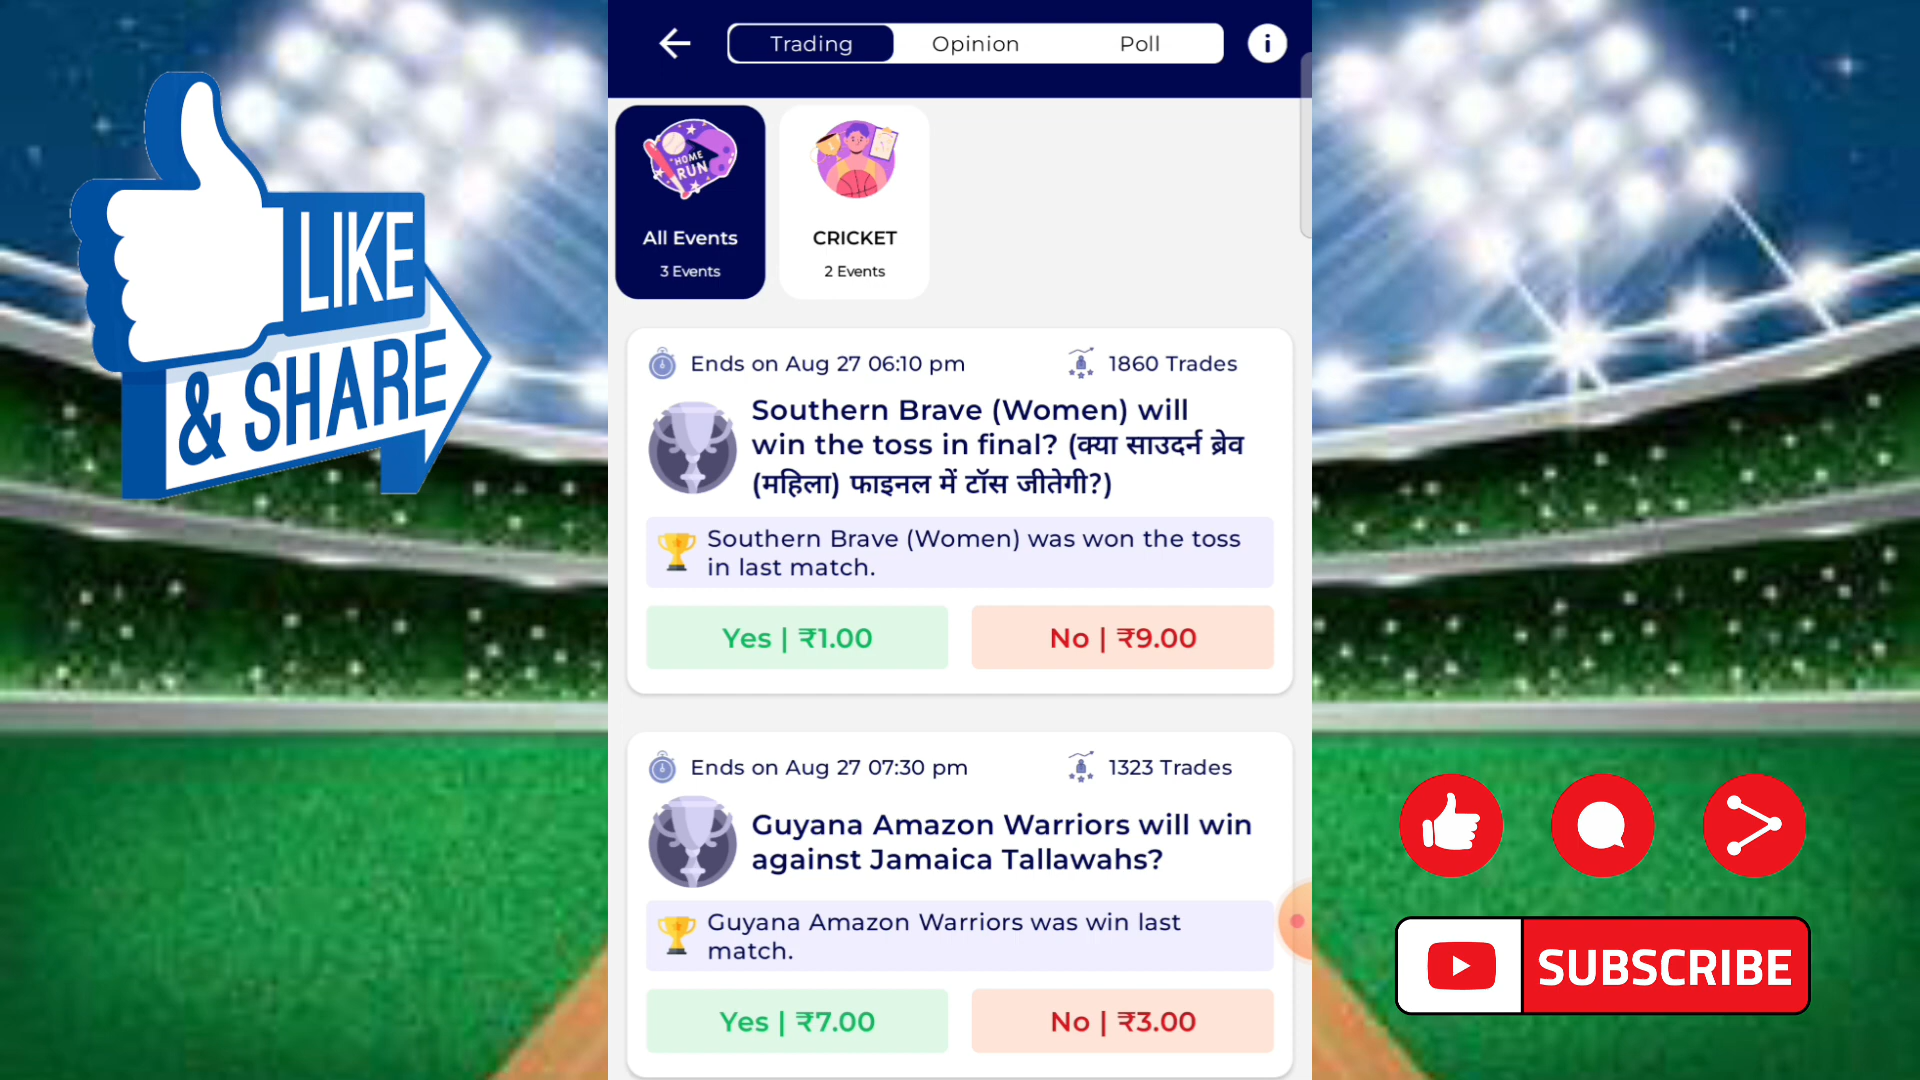 Trading
Opinion
Poll
i
HOME
RUN
All Events
3 Events
CRICKET
2 Events
LIKE
& SHARE
Ends on Aug 27 06:10 pm
1860 Trades
Southern Brave (Women) will
win the toss in final? (क्या साउदर्न ब्रेव
(महिला) फाइनल में टॉस जीतेगी?)
Southern Brave (Women) was won the toss
in last match.
Yes | ₹1.00
No | ₹9.00
Ends on Aug 27 07:30 pm
1323 Trades
Guyana Amazon Warriors will win
against Jamaica Tallawahs?
Guyana Amazon Warriors was win last
match.
Yes | ₹7.00
No | ₹3.00
SUBSCRIBE